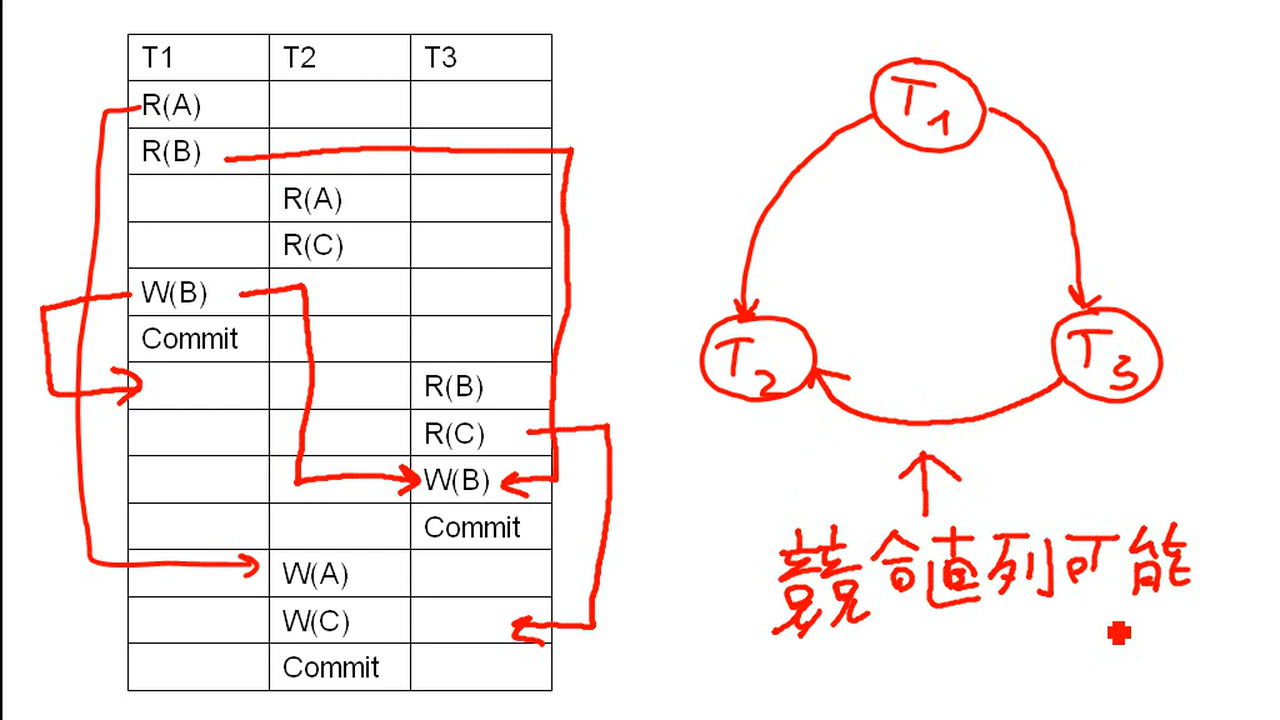 T1 T2 T3
R(A)
R(B)
R(A)
R(C)
W(B)
Commit
R(B)
R(C)
W(B)
Commit
W(A)
W(C)
Commit
T1
T2 T3
競合直列可能